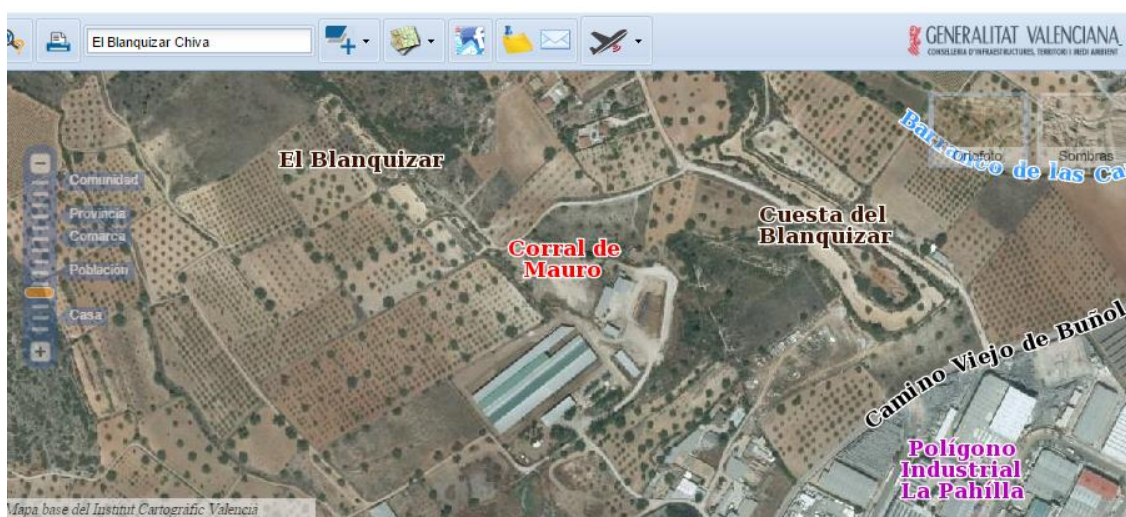 El Blanquizar Chiva
GENERALITAT VALENCIANA
CONSELLERIA D'INFRAESTRUCTURES, TERRITORI I MEDI AMBIENT
Ortofoto
Sombras
Barranco de las Ca
El Blanquizar
Comunidad
Provincia
Comarca
Población
Casa
Cuesta del
Blanquizar
Corral de
Mauro
Camino Viejo de Buñol
Polígono
Industrial
La Pahílla
Mapa base del Institut Cartogràfic Valencià